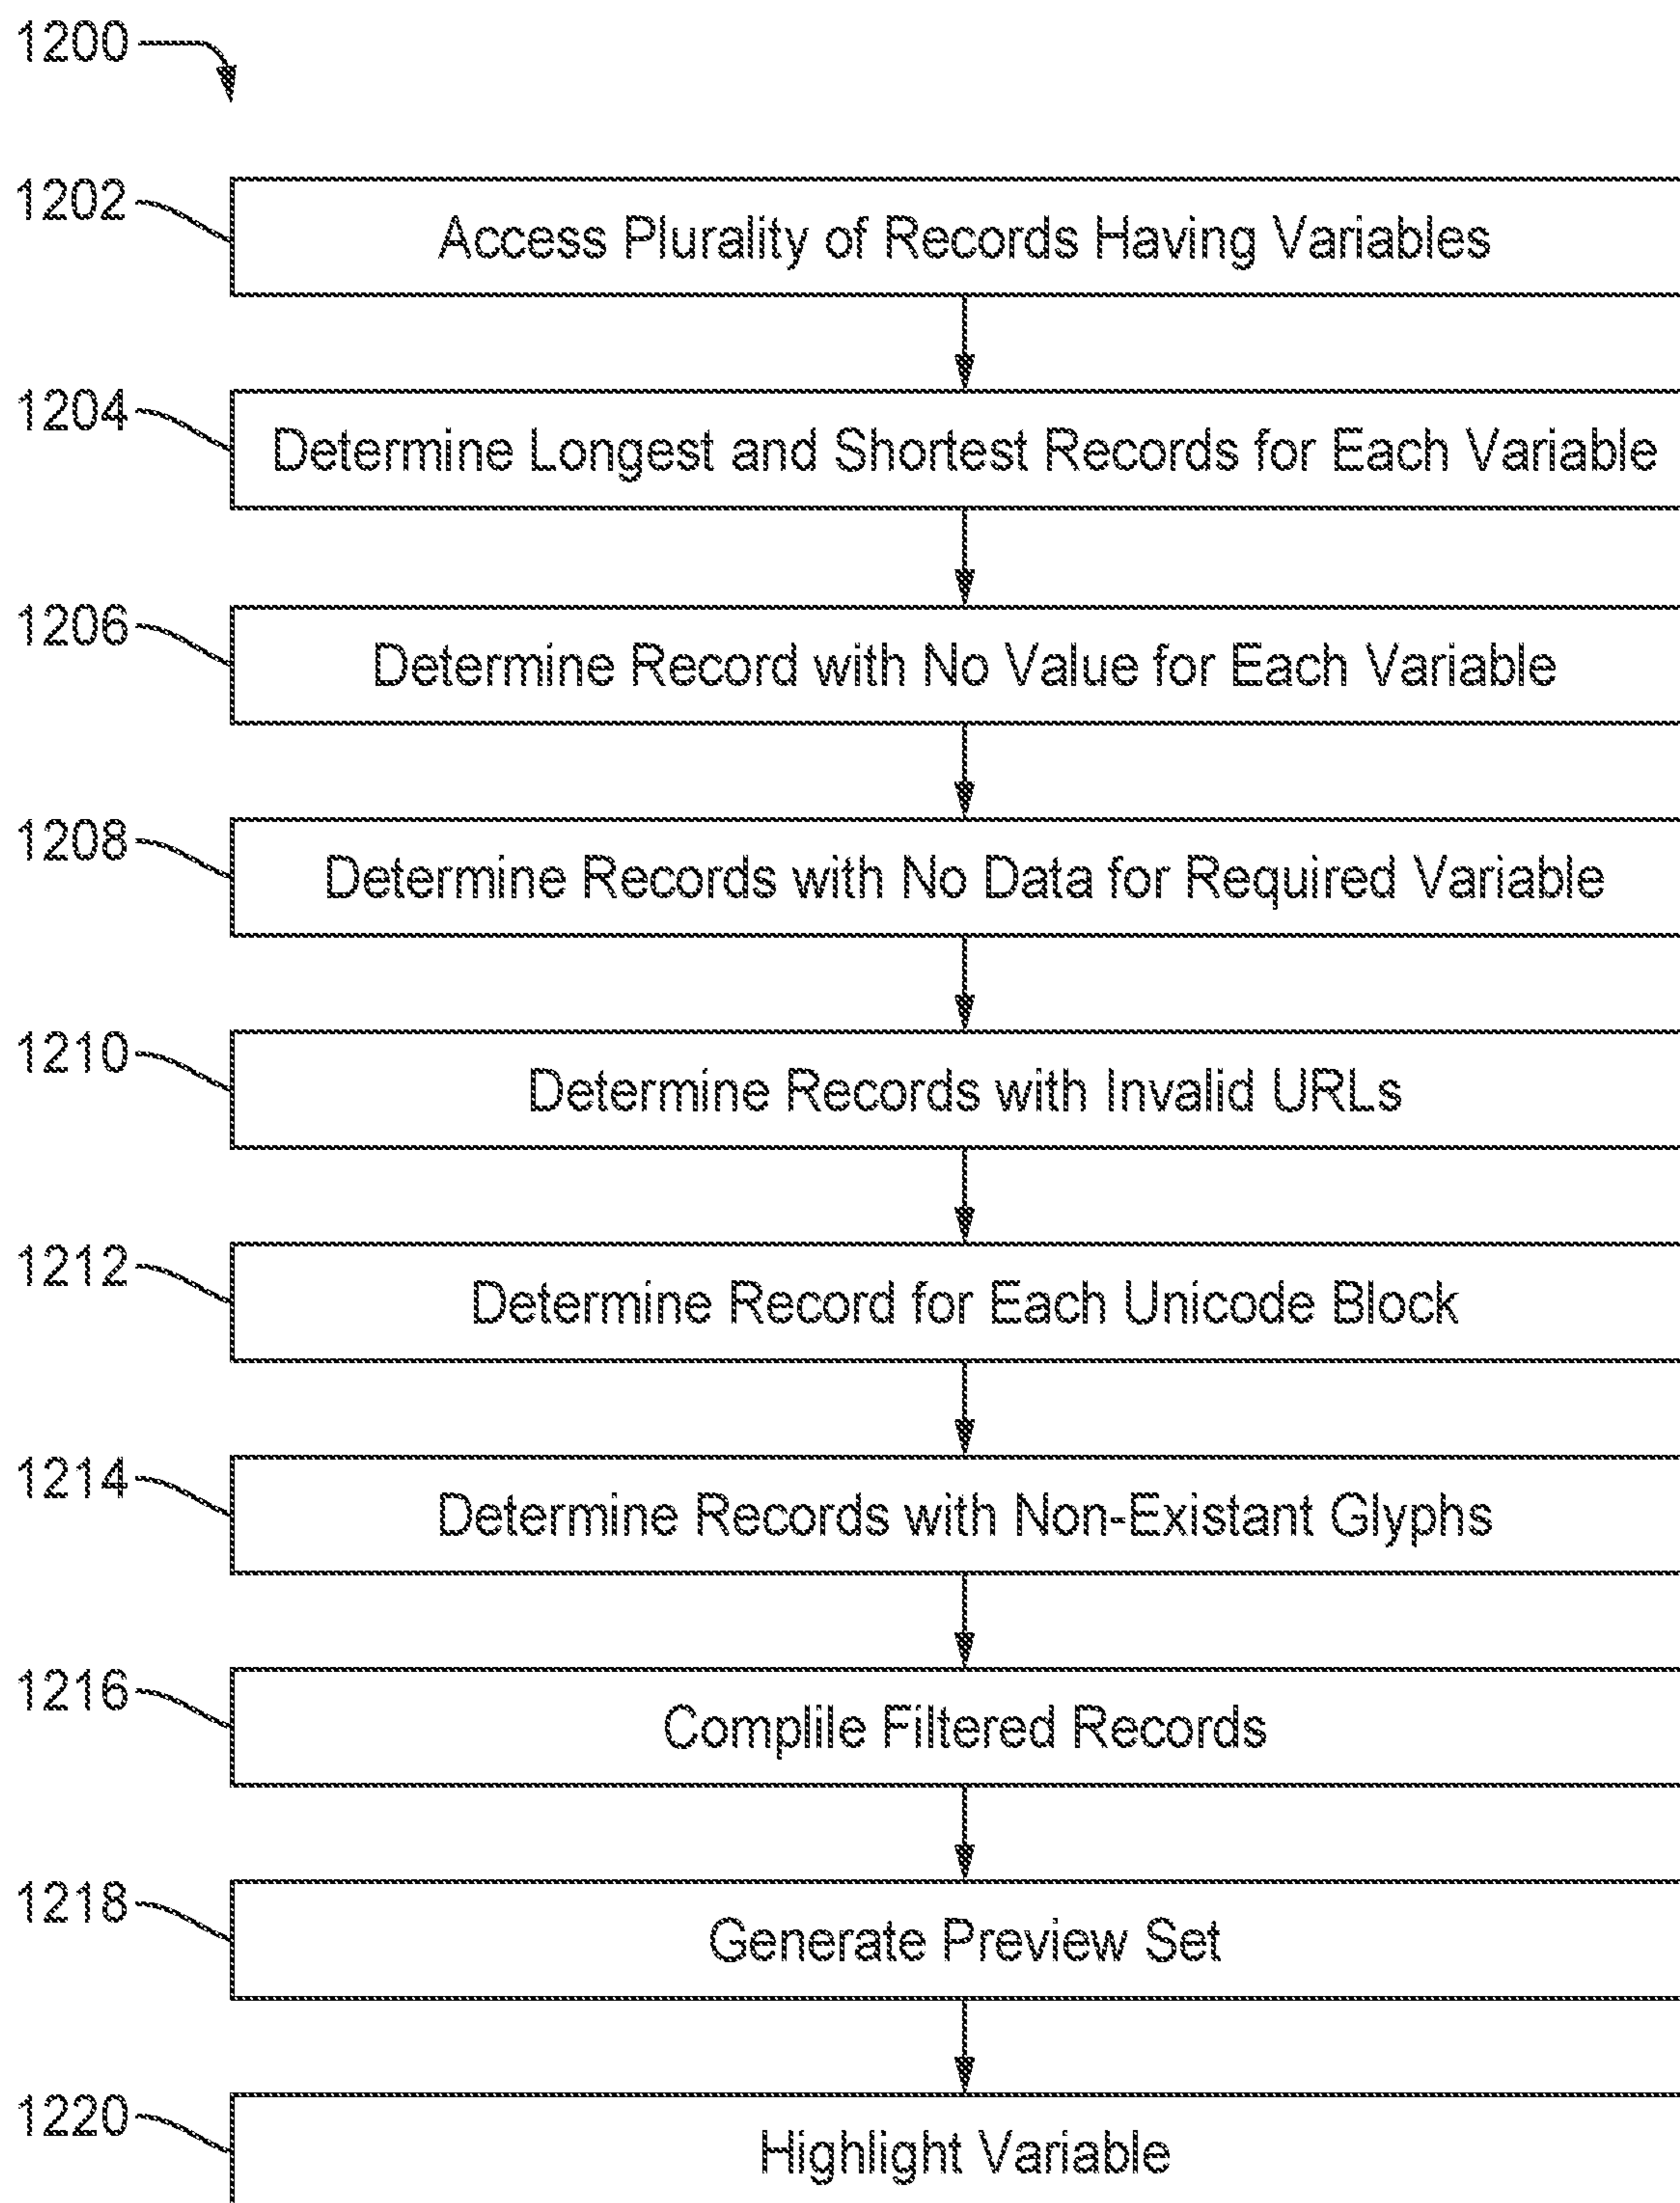 1200
1202
Access Plurality of Records Having Variables
1204
Determine Longest and Shortest Records for Each Variable
1206
Determine Record with No Value for Each Variable
1208
Determine Records with No Data for Required Variable
1210
Determine Records with Invalid URLs
1212
Determine Record for Each Unicode Block
1214
Determine Records with Non-Existant Glyphs
1216
Complile Filtered Records
1218
Generate Preview Set
1220
Highlight Variable